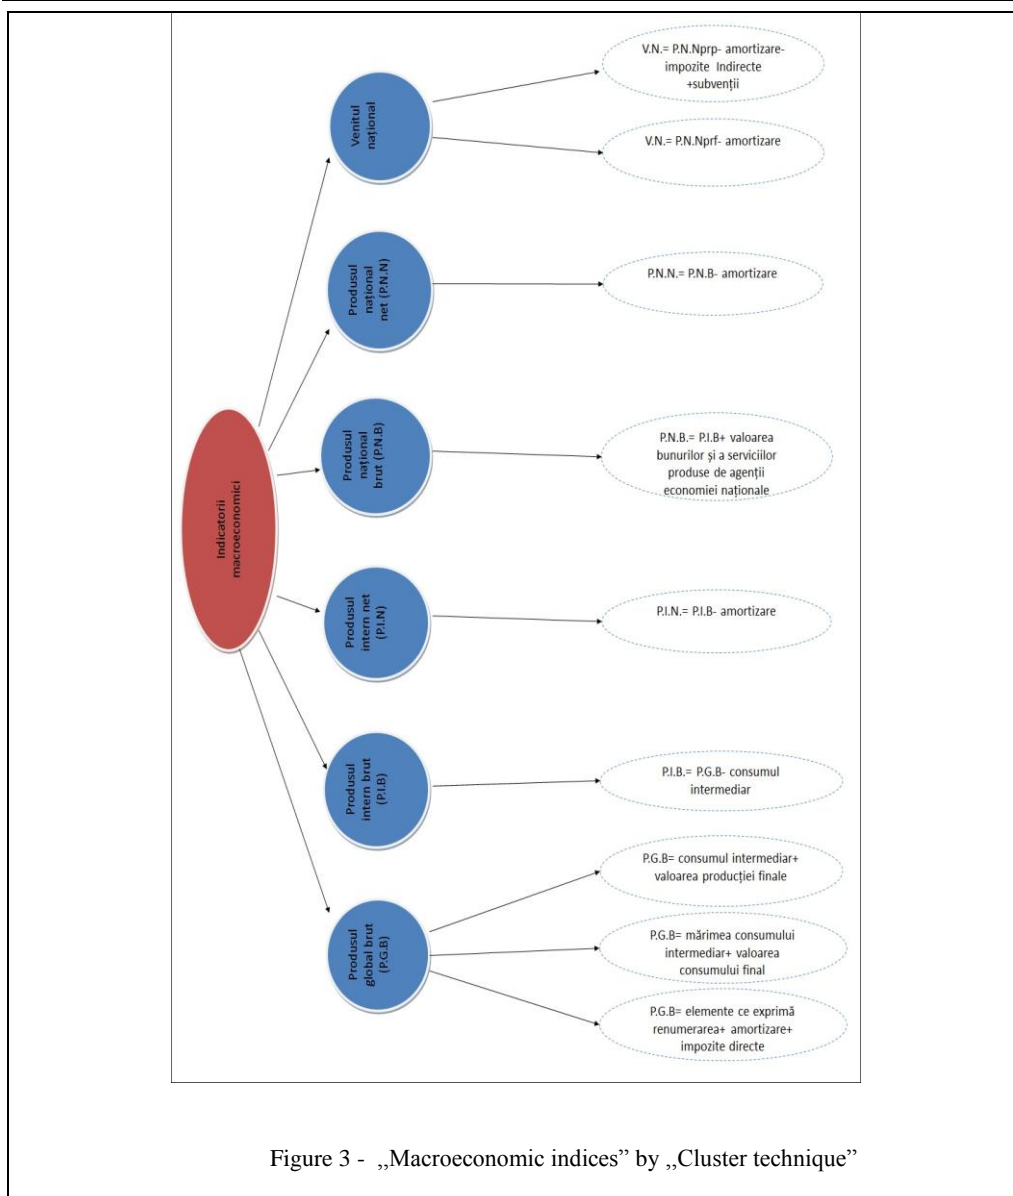 Indicatorii
macroeconomici
Venitul
național
V.N.= P.N.Nprp- amortizare-
impozite Indirecte
+subvenții
V.N.= P.N.Nprf- amortizare
Produsul
național
net (P.N.N)
P.N.N.= P.N.B- amortizare
Produsul
național
brut (P.N.B)
P.N.B.= P.I.B+ valoarea
bunurilor și a serviciilor
produse de agenții
economiei naționale
Produsul
intern net
(P.I.N)
P.I.N.= P.I.B- amortizare
Produsul
intern brut
(P.I.B)
P.I.B.= P.G.B- consumul
intermediar
Produsul
global brut
(P.G.B)
P.G.B= consumul intermediar+
valoarea producției finale
P.G.B= mărimea consumului
intermediar+ valoarea
consumului final
P.G.B= elemente ce exprimă
renumerarea+ amortizare+
impozite directe
Figure 3 - ,,Macroeconomic indices” by ,,Cluster technique”